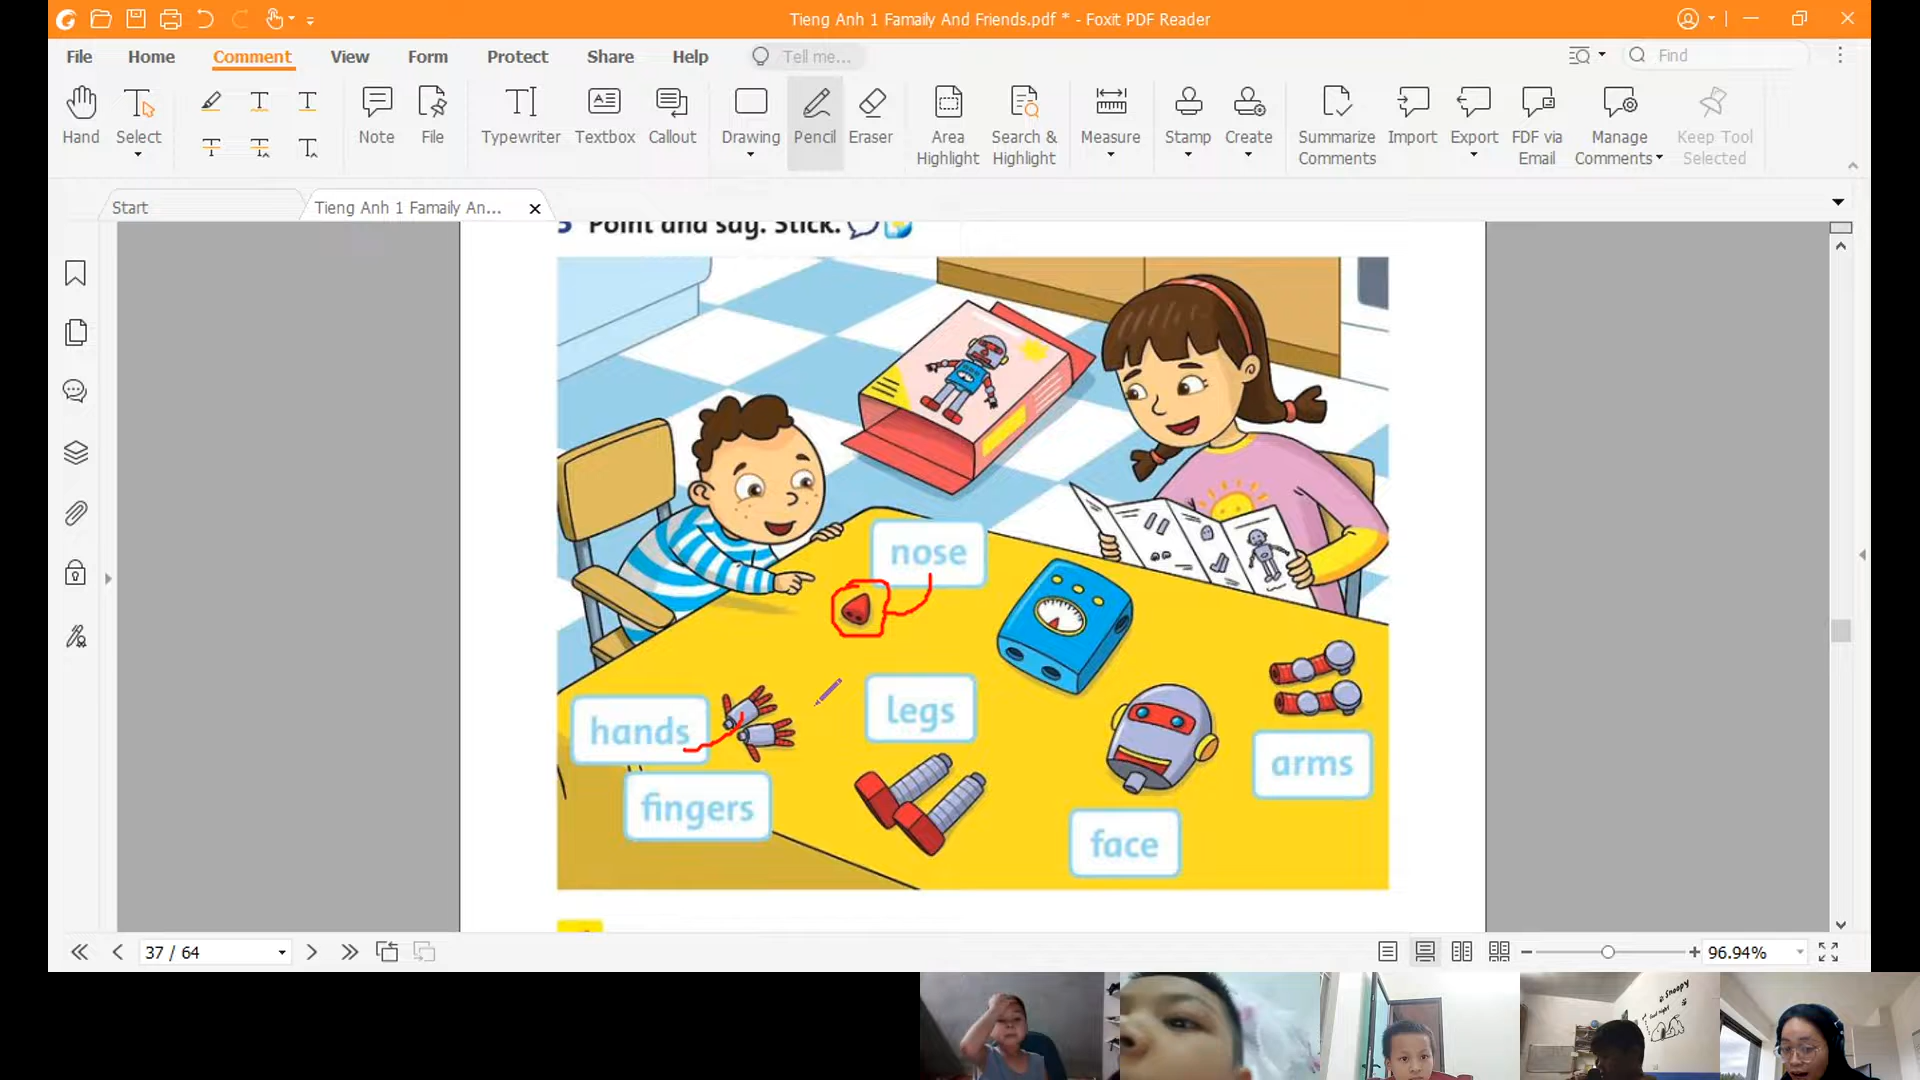 Tieng Anh 1 Famaily And Friends.pdf * - Foxit PDF Reader
File Home Comment View Form Protect Share Help Tell me... Find
Hand Select Note File Typewriter Textbox Callout Drawing Pencil Eraser Area Highlight Search & Highlight Measure Stamp Create Summarize Comments Import Export FDF via Email Manage Comments Keep Tool Selected
Start Tieng Anh 1 Famaily An...
3 Point and say. Stick.
nose
hands
legs
fingers
arms
face
37 / 64
96.94%
Snoopy